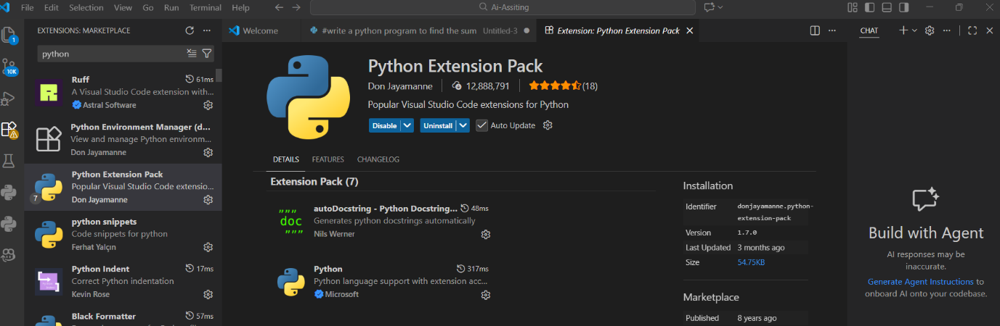 File Edit Selection View Go Run Terminal Help
Ai-Assiting
EXTENSIONS: MARKETPLACE
python
1
10K
Ruff 61ms
A Visual Studio Code extension with...
Astral Software
Python Environment Manager (d...
View and manage Python environm...
Don Jayamanne
Python Extension Pack
Popular Visual Studio Code extensio...
7
Don Jayamanne
python snippets
Code snippets for python
Ferhat Yalçın
Python Indent 17ms
Correct Python indentation
Kevin Rose
Black Formatter 57ms
Welcome
#write a python program to find the sum Untitled-3
Extension: Python Extension Pack
Python Extension Pack
Don Jayamanne 12,888,791 (18)
Popular Visual Studio Code extensions for Python
Disable Uninstall Auto Update
DETAILS FEATURES CHANGELOG
Extension Pack (7)
doc
autoDocstring - Python Docstring... 48ms
Generates python docstrings automatically
Nils Werner
Python 317ms
Python language support with extension acc...
Microsoft
Installation
Identifier donjayamanne.python-
extension-pack
Version 1.7.0
Last Updated 3 months ago
Size 54.75KB
Marketplace
Published 8 years ago
CHAT
Build with Agent
AI responses may be
inaccurate.
Generate Agent Instructions to
onboard AI onto your codebase.